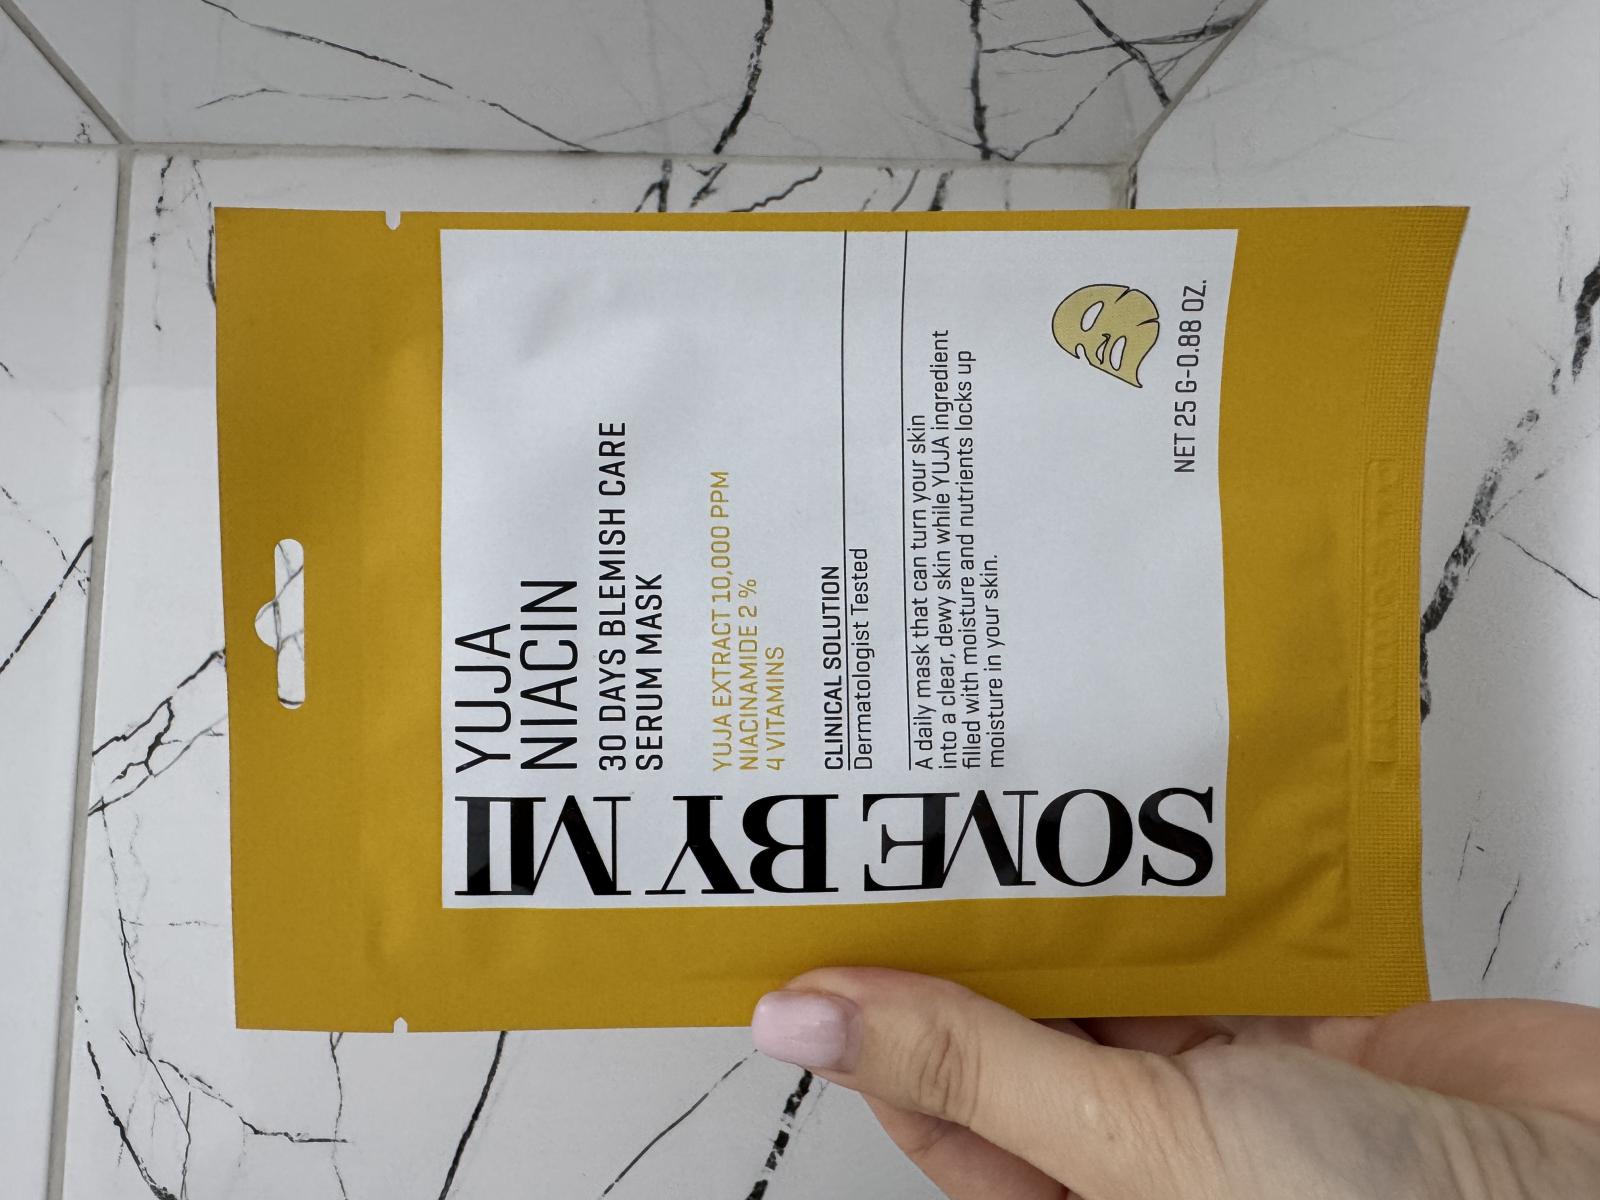 YUJA
NIACIN
30 DAYS BLEMISH CARE
SERUM MASK
YUJA EXTRACT 10,000 PPM
NIACINAMIDE 2 %
4 VITAMINS
CLINICAL SOLUTION
Dermatologist Tested
A daily mask that can turn your skin
into a clear, dewy skin while YUJA ingredient
filled with moisture and nutrients locks up
moisture in your skin.
NET 25 G-0.88 OZ.
SOME BY MI